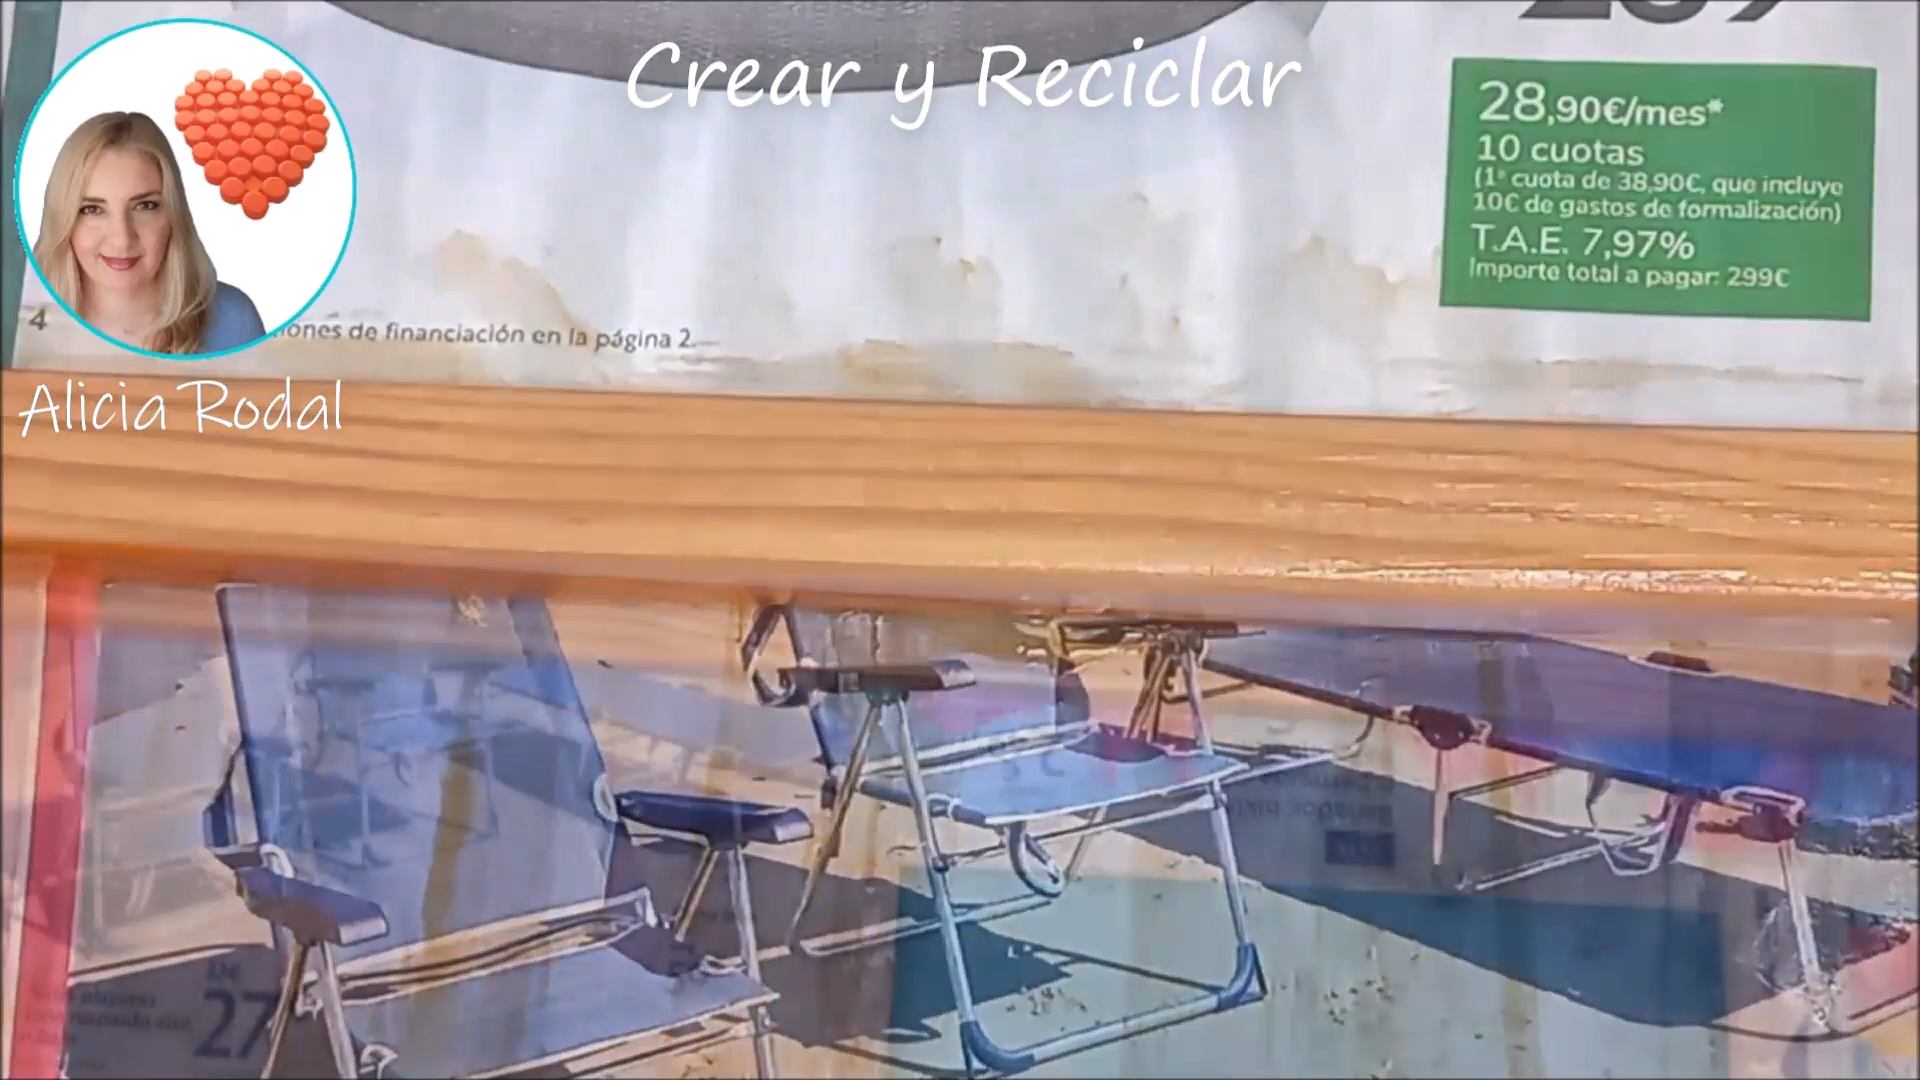 Crear y Reciclar
28,90€/mes*
10 cuotas
(1ª cuota de 38,90€, que incluye
10€ de gastos de formalización)
T.A.E. 7,97%
Importe total a pagar: 299€
4
iones de financiación en la página 2.
Alicia Rodal
27